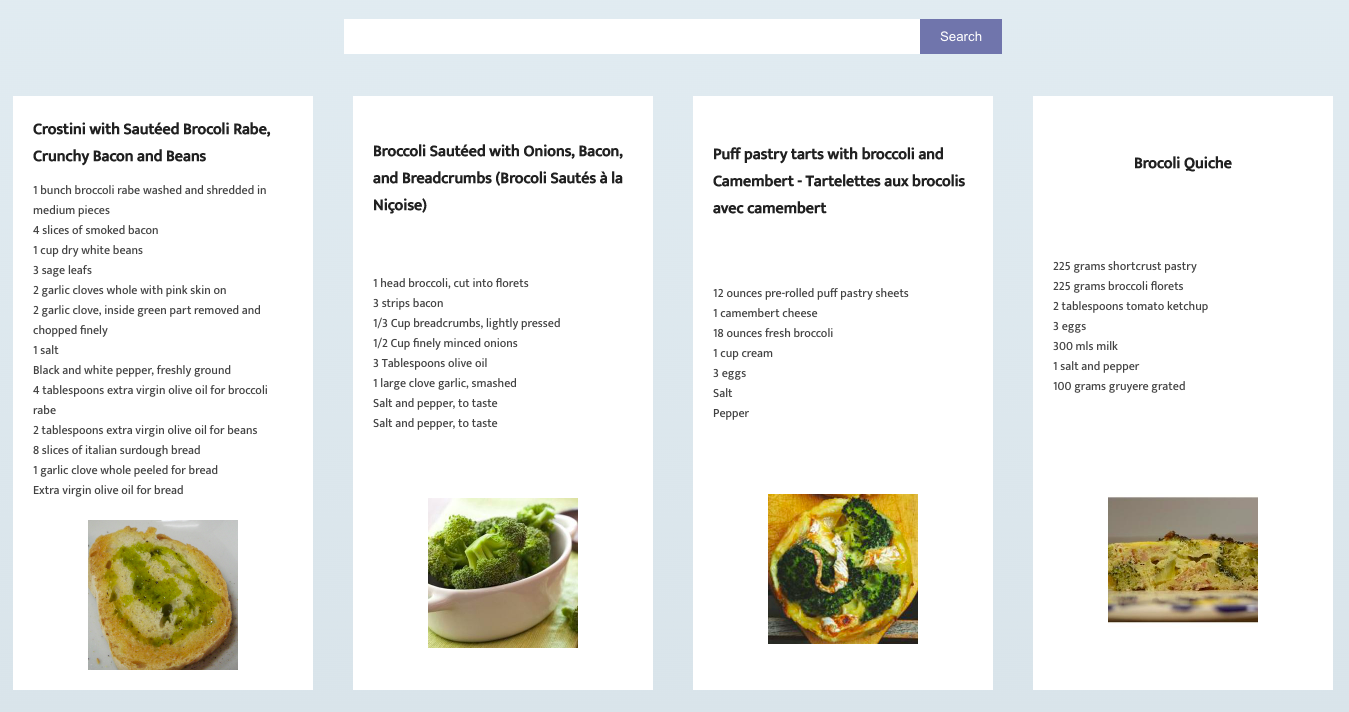 Search
Crostini with Sautéed Brocoli Rabe,
Crunchy Bacon and Beans
1 bunch broccoli rabe washed and shredded in
medium pieces
4 slices of smoked bacon
1 cup dry white beans
3 sage leafs
2 garlic cloves whole with pink skin on
2 garlic clove, inside green part removed and
chopped finely
1 salt
Black and white pepper, freshly ground
4 tablespoons extra virgin olive oil for broccoli
rabe
2 tablespoons extra virgin olive oil for beans
8 slices of italian surdough bread
1 garlic clove whole peeled for bread
Extra virgin olive oil for bread
Broccoli Sautéed with Onions, Bacon,
and Breadcrumbs (Brocoli Sautés à la
Niçoise)
1 head broccoli, cut into florets
3 strips bacon
1/3 Cup breadcrumbs, lightly pressed
1/2 Cup finely minced onions
3 Tablespoons olive oil
1 large clove garlic, smashed
Salt and pepper, to taste
Salt and pepper, to taste
Puff pastry tarts with broccoli and
Camembert - Tartelettes aux brocolis
avec camembert
12 ounces pre-rolled puff pastry sheets
1 camembert cheese
18 ounces fresh broccoli
1 cup cream
3 eggs
Salt
Pepper
Brocoli Quiche
225 grams shortcrust pastry
225 grams broccoli florets
2 tablespoons tomato ketchup
3 eggs
300 mls milk
1 salt and pepper
100 grams gruyere grated